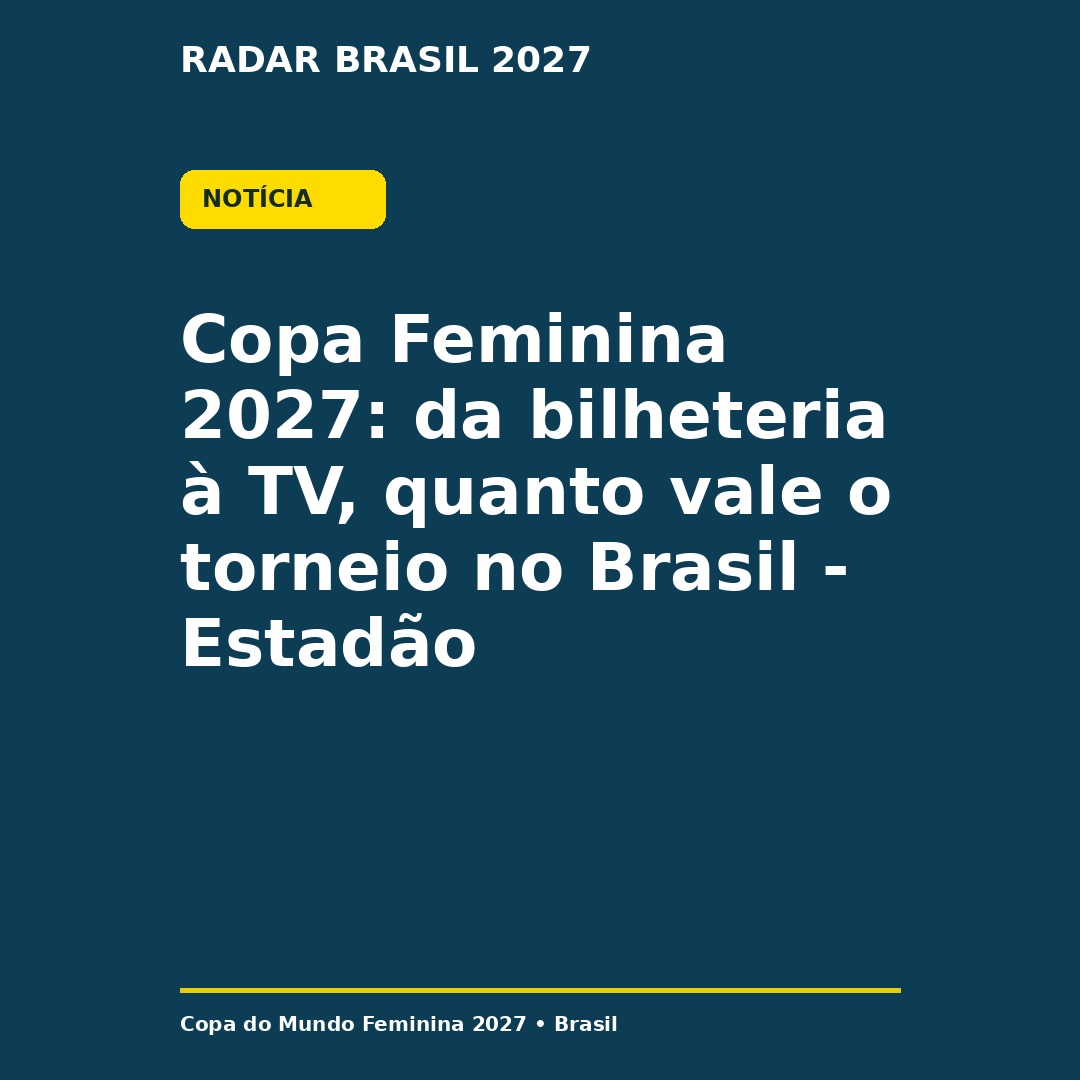 RADAR BRASIL 2027
NOTÍCIA
Copa Feminina
2027: da bilheteria
à TV, quanto vale o
torneio no Brasil -
Estadão
Copa do Mundo Feminina 2027 • Brasil